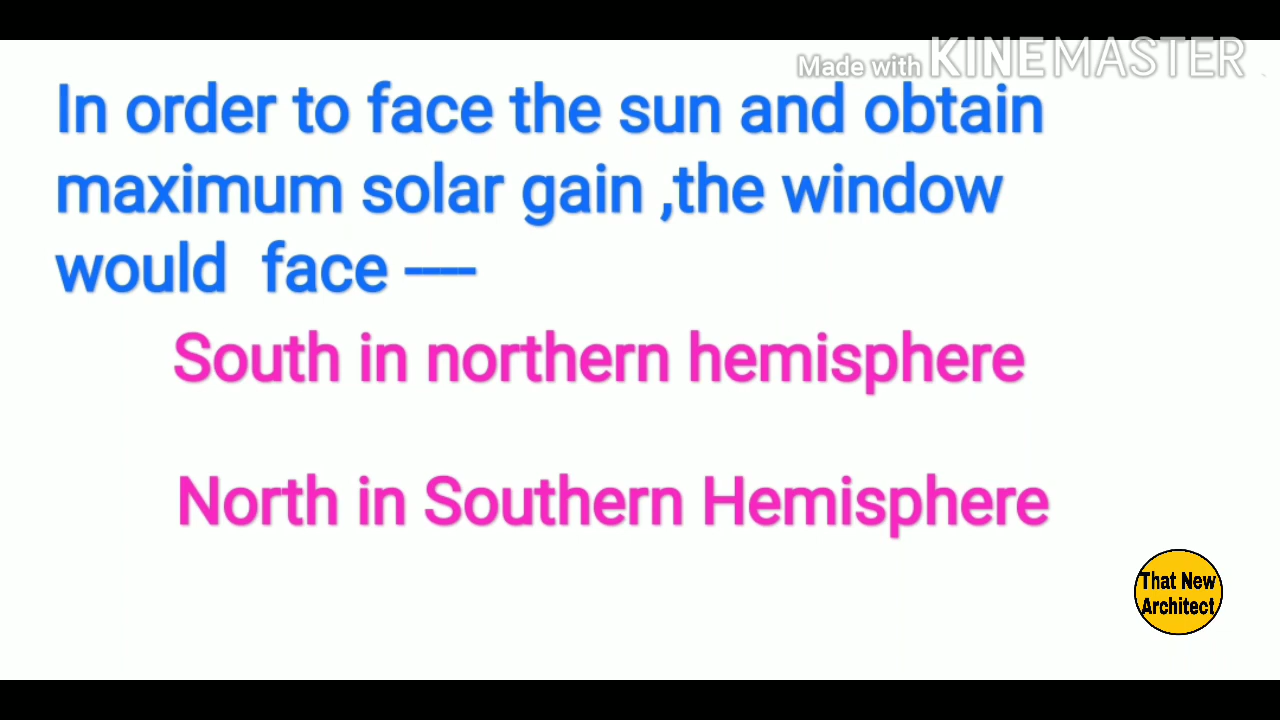 Made with KINEMASTER
In order to face the sun and obtain
maximum solar gain ,the window
would face ----
South in northern hemisphere
North in Southern Hemisphere
That New
Architect